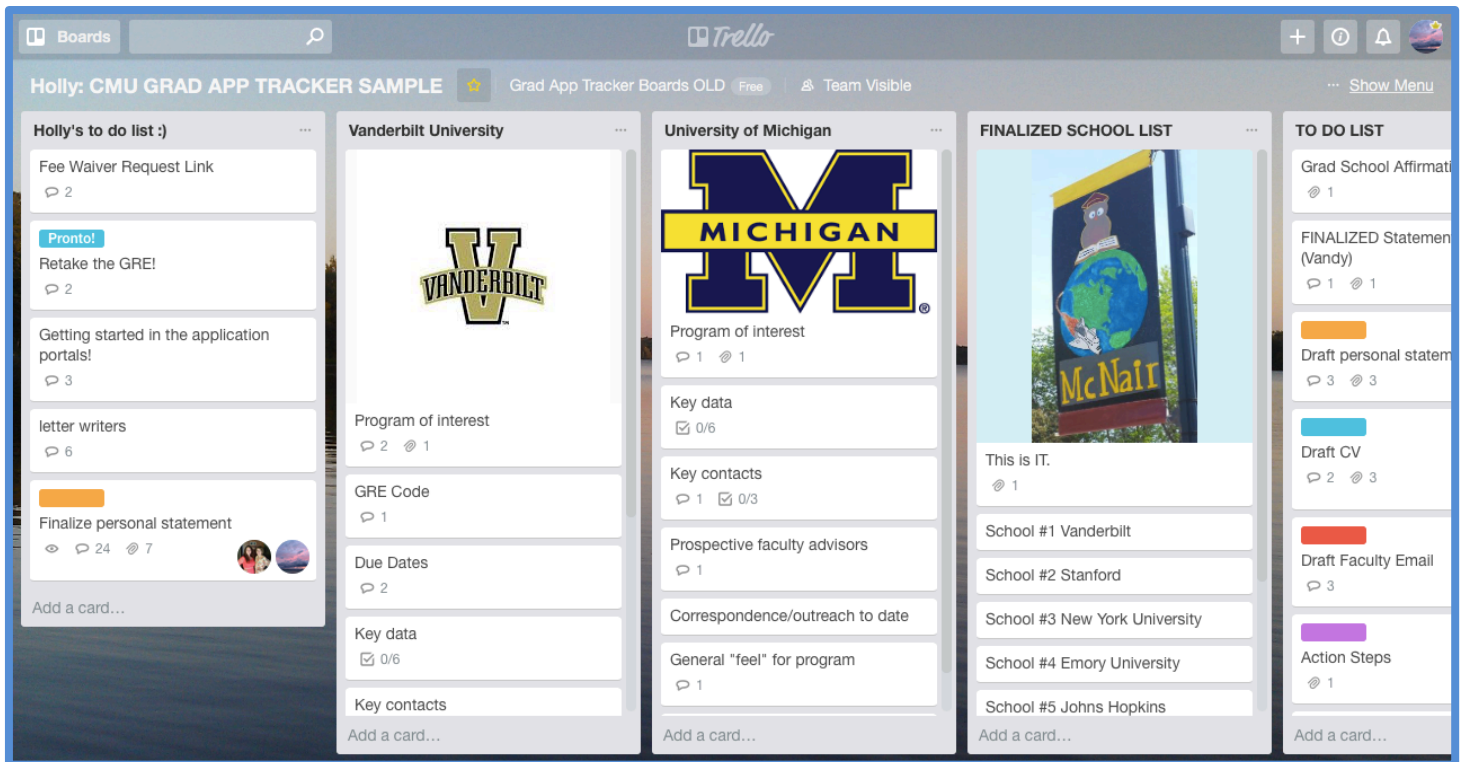 Boards
Trello
Holly: CMU GRAD APP TRACKER SAMPLE
Grad App Tracker Boards OLD Free
Team Visible
... Show Menu
Holly's to do list :)
Fee Waiver Request Link
2
Pronto!
Retake the GRE!
2
Getting started in the application
portals!
3
letter writers
6
Finalize personal statement
24 7
Add a card...
Vanderbilt University
V
VANDERBILT
TM
Program of interest
2 1
GRE Code
1
Due Dates
2
Key data
0/6
Key contacts
Add a card...
University of Michigan
M
MICHIGAN
®
Program of interest
1 1
Key data
0/6
Key contacts
1 0/3
Prospective faculty advisors
1
Correspondence/outreach to date
General "feel" for program
1
Add a card...
FINALIZED SCHOOL LIST
McNair
This is IT.
1
School #1 Vanderbilt
School #2 Stanford
School #3 New York University
School #4 Emory University
School #5 Johns Hopkins
Add a card...
TO DO LIST
Grad School Affirmati
1
FINALIZED Statemen
(Vandy)
1 1
Draft personal statem
3 3
Draft CV
2 3
Draft Faculty Email
3
Action Steps
1
Add a card...